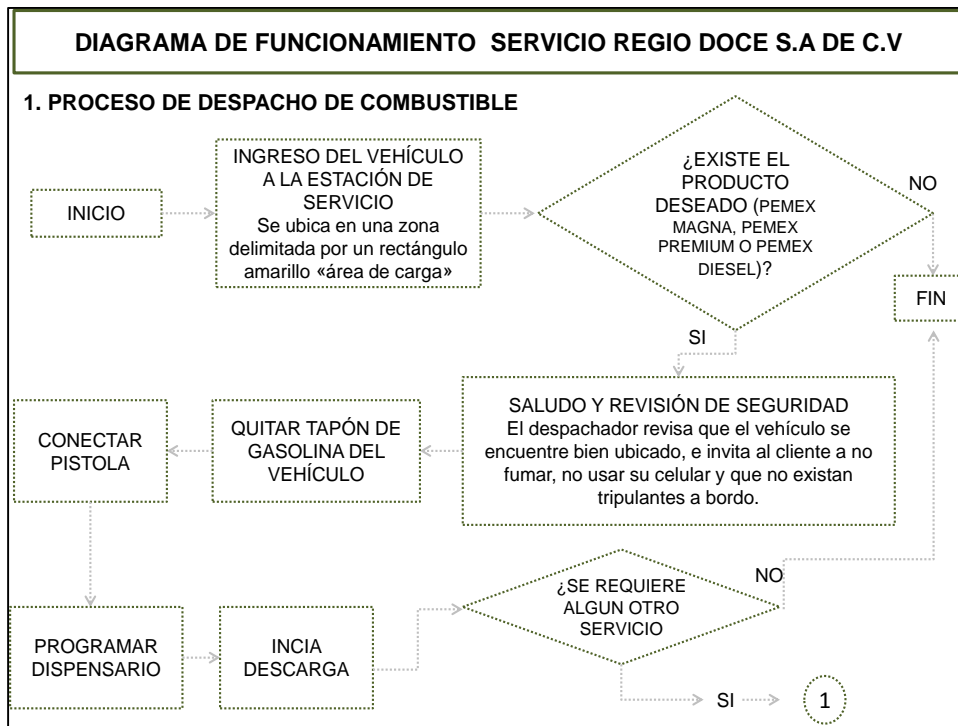 DIAGRAMA DE FUNCIONAMIENTO SERVICIO REGIO DOCE S.A DE C.V
1. PROCESO DE DESPACHO DE COMBUSTIBLE
INICIO
INGRESO DEL VEHÍCULO
A LA ESTACIÓN DE
SERVICIO
Se ubica en una zona
delimitada por un rectángulo
amarillo «área de carga»
¿EXISTE EL
PRODUCTO
DESEADO (PEMEX
MAGNA, PEMEX
PREMIUM O PEMEX
DIESEL)?
NO
FIN
SI
SALUDO Y REVISIÓN DE SEGURIDAD
El despachador revisa que el vehículo se
encuentre bien ubicado, e invita al cliente a no
fumar, no usar su celular y que no existan
tripulantes a bordo.
QUITAR TAPÓN DE
GASOLINA DEL
VEHÍCULO
CONECTAR
PISTOLA
PROGRAMAR
DISPENSARIO
INCIA
DESCARGA
¿SE REQUIERE
ALGUN OTRO
SERVICIO
NO
SI
1